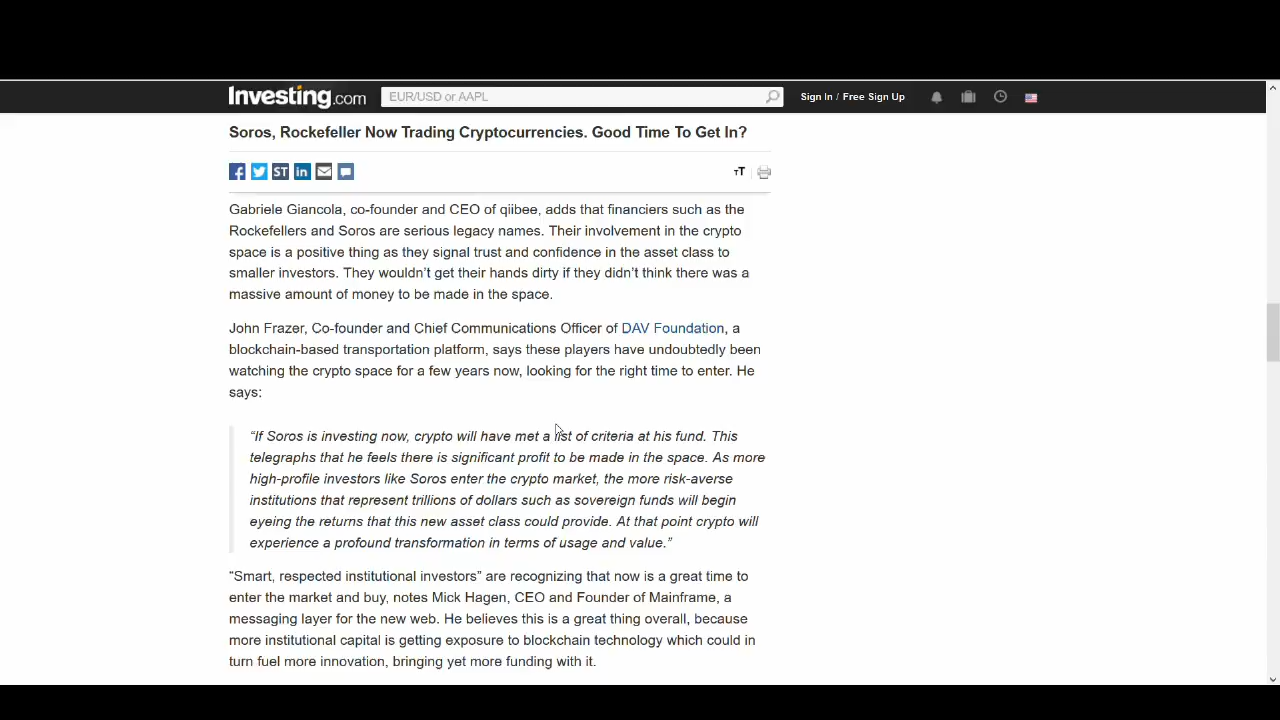 Investing.com
EUR/USD or AAPL
Sign In / Free Sign Up
Soros, Rockefeller Now Trading Cryptocurrencies. Good Time To Get In?
ST in
TT
Gabriele Giancola, co-founder and CEO of qiibee, adds that financiers such as the
Rockefellers and Soros are serious legacy names. Their involvement in the crypto
space is a positive thing as they signal trust and confidence in the asset class to
smaller investors. They wouldn’t get their hands dirty if they didn’t think there was a
massive amount of money to be made in the space.
John Frazer, Co-founder and Chief Communications Officer of DAV Foundation, a
blockchain-based transportation platform, says these players have undoubtedly been
watching the crypto space for a few years now, looking for the right time to enter. He
says:
“If Soros is investing now, crypto will have met a list of criteria at his fund. This
telegraphs that he feels there is significant profit to be made in the space. As more
high-profile investors like Soros enter the crypto market, the more risk-averse
institutions that represent trillions of dollars such as sovereign funds will begin
eyeing the returns that this new asset class could provide. At that point crypto will
experience a profound transformation in terms of usage and value.”
“Smart, respected institutional investors” are recognizing that now is a great time to
enter the market and buy, notes Mick Hagen, CEO and Founder of Mainframe, a
messaging layer for the new web. He believes this is a great thing overall, because
more institutional capital is getting exposure to blockchain technology which could in
turn fuel more innovation, bringing yet more funding with it.